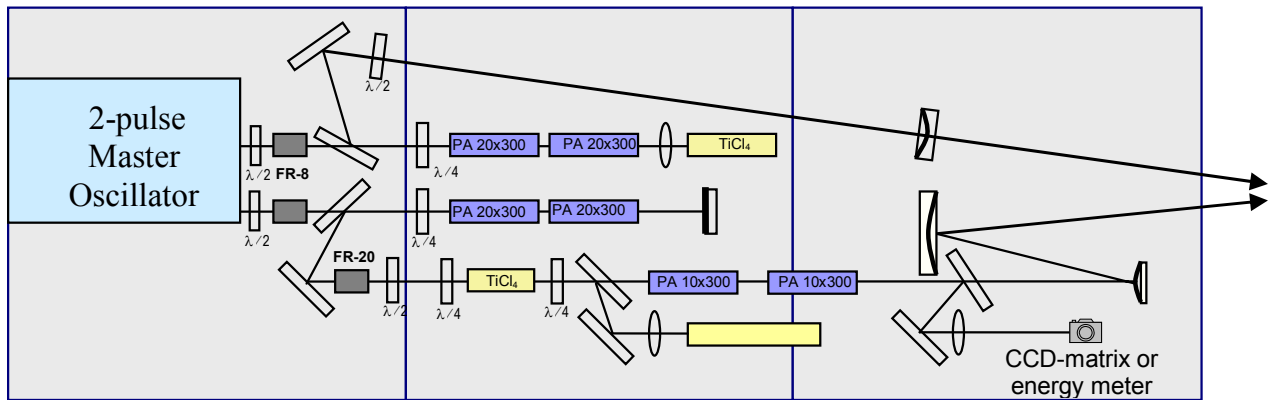 λ/2
2-pulse
Master
Oscillator
λ/2
FR-8
λ/4
PA 20x300
PA 20x300
TiCl₄
λ/2
λ/4
PA 20x300
PA 20x300
FR-20
λ/2
λ/4
TiCl₄
λ/4
PA 10x300
PA 10x300
CCD-matrix or
energy meter